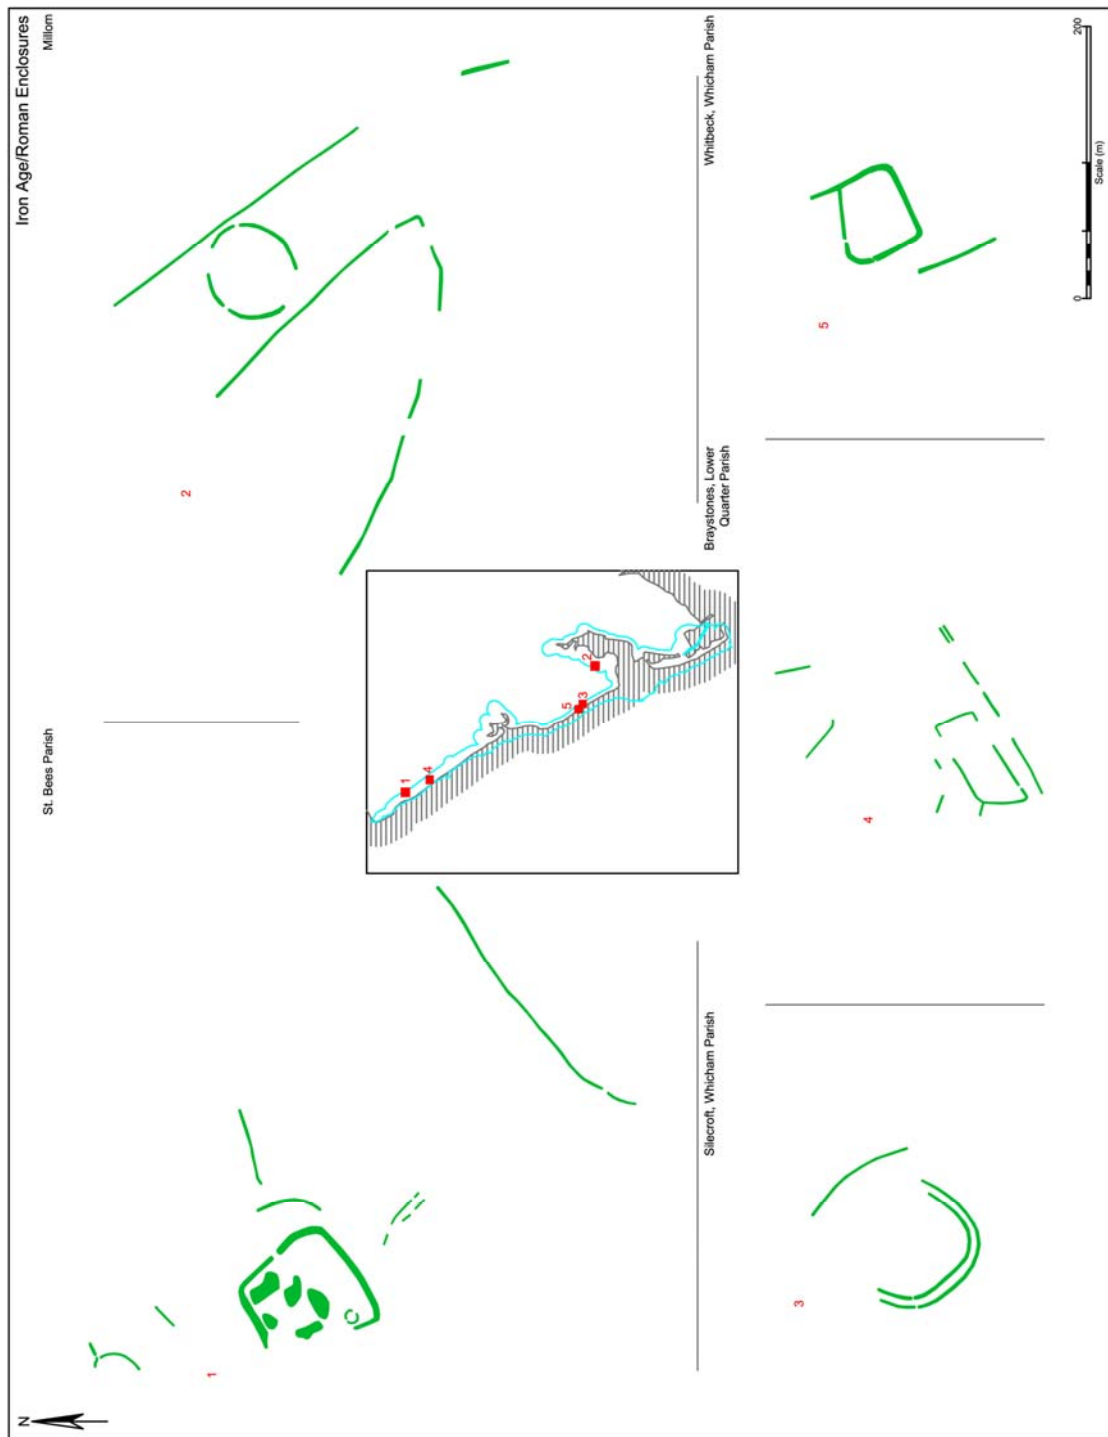 N
Iron Age/Roman Enclosures
St. Bees Parish
Millom
1
2
1
4
5
3
2
Silecroft, Whicham Parish
Braystones, Lower
Quarter Parish
Whitbeck, Whicham Parish
3
4
5
0
200
Scale (m)